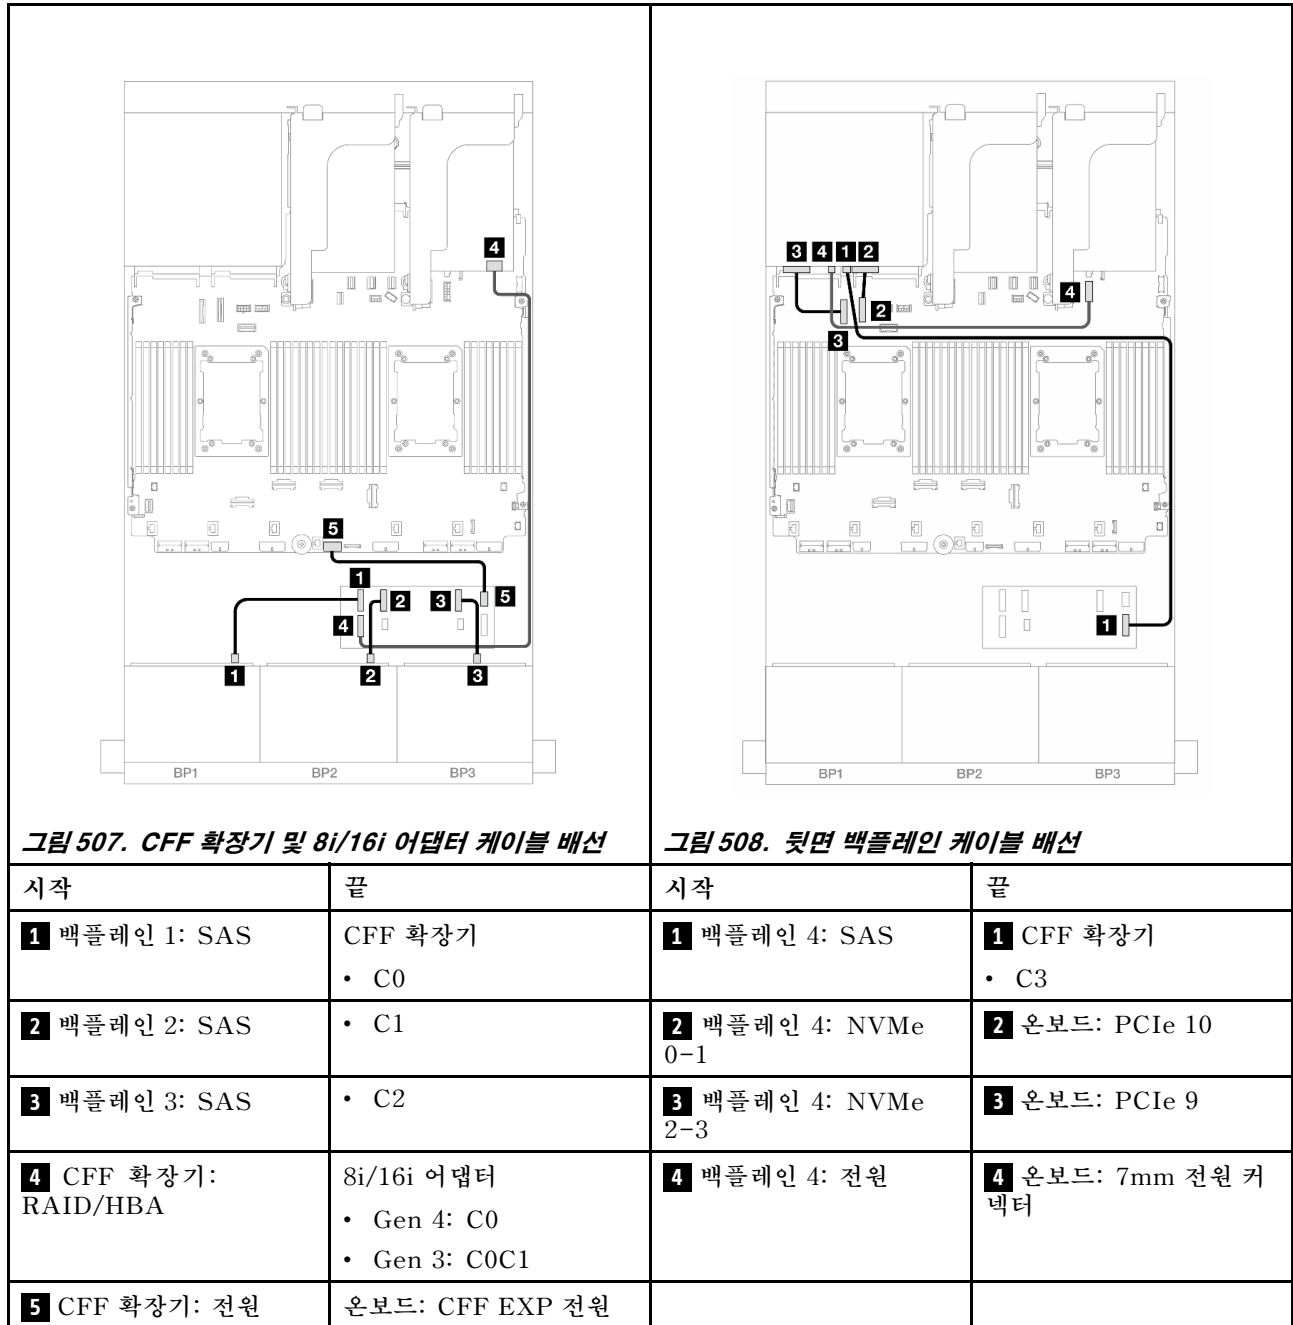 4
5
1
2
3
5
4
1
2
3
BP1
BP2
BP3
그림 507. CFF 확장기 및 8i/16i 어댑터 케이블 배선
3
4
1
2
4
2
3
1
BP1
BP2
BP3
그림 508. 뒷면 백플레인 케이블 배선
시작
끝
시작
끝
1 백플레인 1: SAS
CFF 확장기
• C0
1 백플레인 4: SAS
1 CFF 확장기
• C3
2 백플레인 2: SAS
• C1
2 백플레인 4: NVMe
0-1
2 온보드: PCIe 10
3 백플레인 3: SAS
• C2
3 백플레인 4: NVMe
2-3
3 온보드: PCIe 9
4 CFF 확장기:
RAID/HBA
8i/16i 어댑터
• Gen 4: C0
• Gen 3: C0C1
4 백플레인 4: 전원
4 온보드: 7mm 전원 커
넥터
5 CFF 확장기: 전원
온보드: CFF EXP 전원